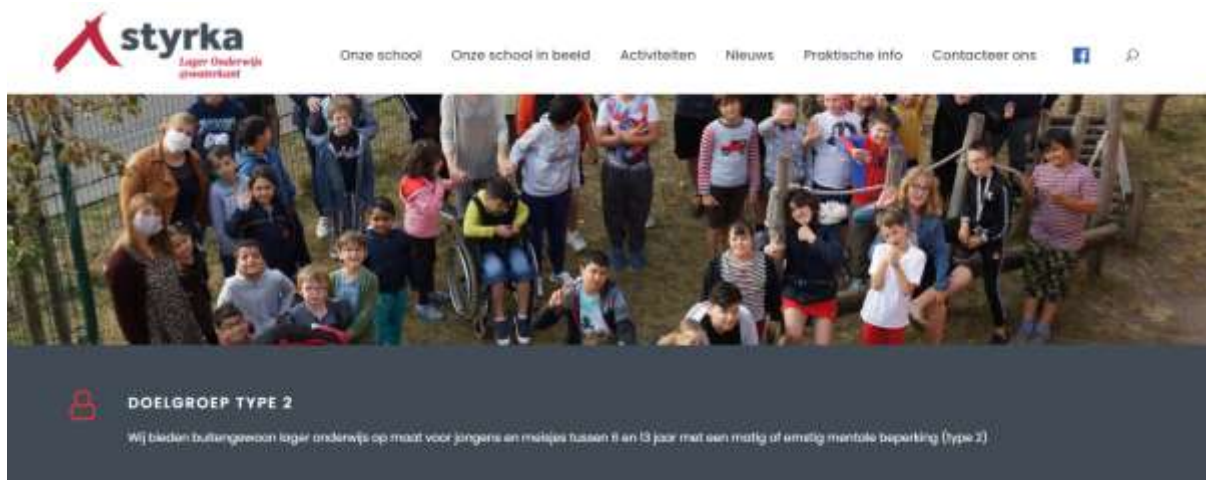 styrka
Lager Onderwijs
@waterkant
Onze school Onze school in beeld Activiteiten Nieuws Praktische info Contacteer ons
DOELGROEP TYPE 2
Wij bieden buitengewoon lager onderwijs op maat voor jongens en meisjes tussen 6 en 13 jaar met een matig of ernstig mentale beperking (type 2)